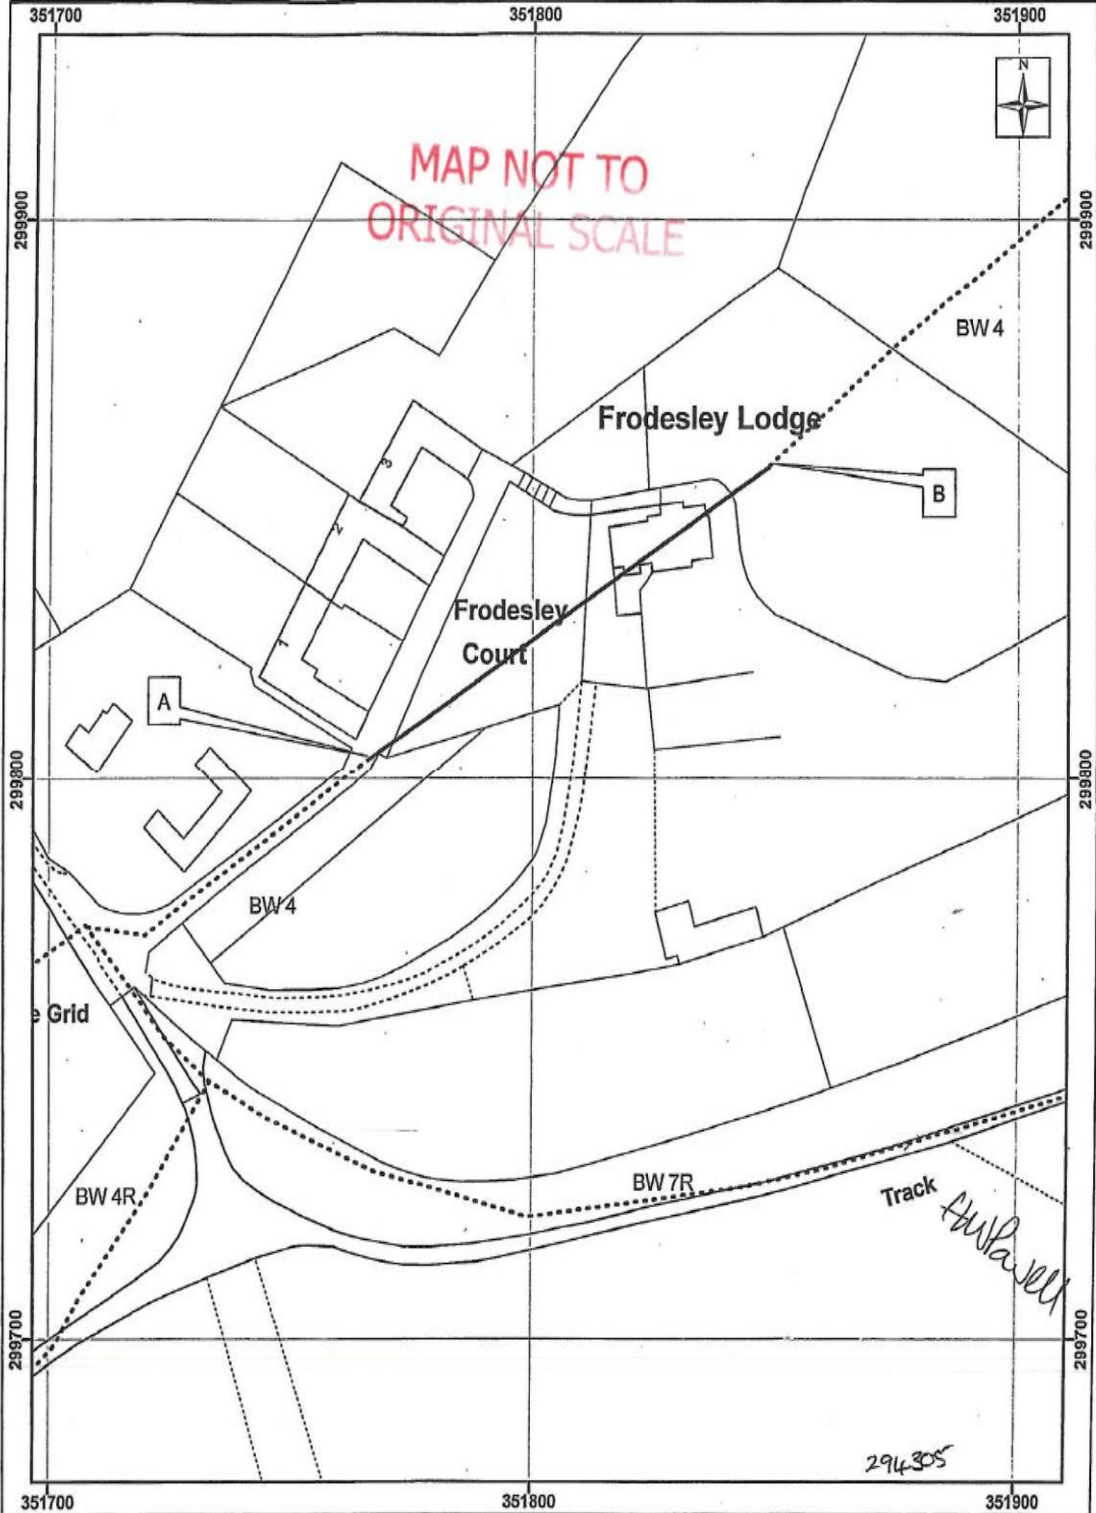 351700 351800 351900
N
MAP NOT TO
ORIGINAL SCALE
299900 299900
BW 4
Frodesley Lodge
3
B
2
Frodesley
Court
1
A
299800 299800
BW 4
e Grid
BW 7R
BW 4R
Track
AWPowell
299700 299700
294305
351700 351800 351900